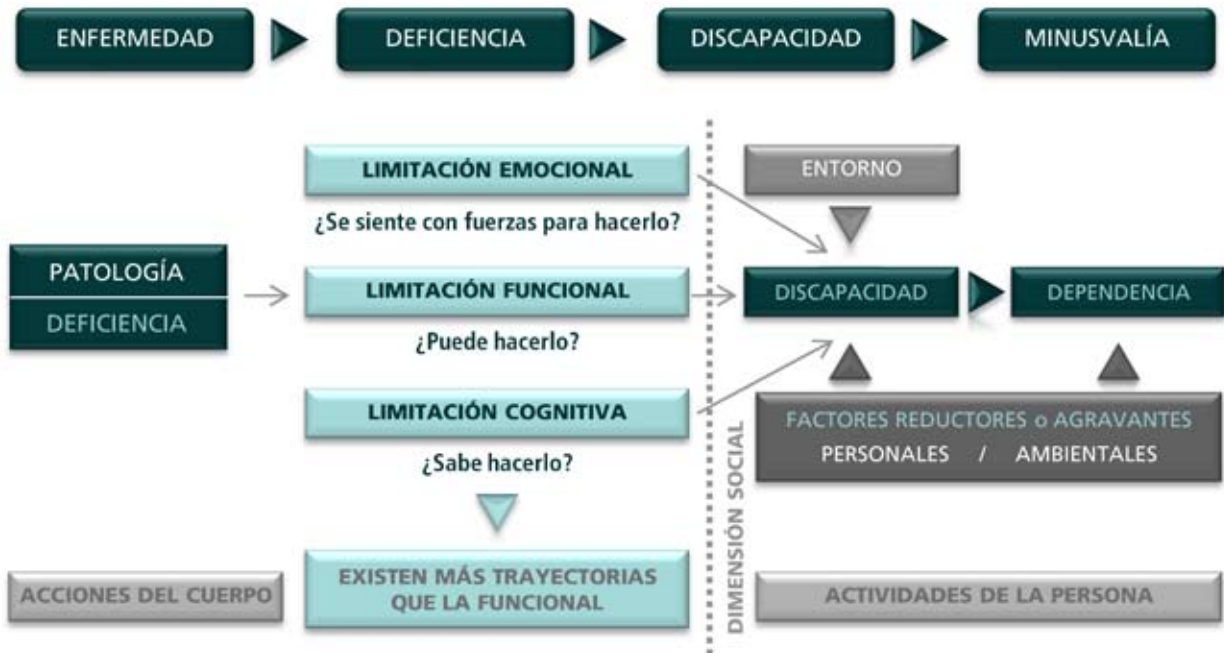 ENFERMEDAD
DEFICIENCIA
DISCAPACIDAD
MINUSVALÍA
LIMITACIÓN EMOCIONAL
¿Se siente con fuerzas para hacerlo?
ENTORNO
PATOLOGÍA
DEFICIENCIA
LIMITACIÓN FUNCIONAL
¿Puede hacerlo?
DISCAPACIDAD
DEPENDENCIA
LIMITACIÓN COGNITIVA
¿Sabe hacerlo?
FACTORES REDUCTORES o AGRAVANTES
PERSONALES / AMBIENTALES
DIMENSIÓN SOCIAL
ACCIONES DEL CUERPO
EXISTEN MÁS TRAYECTORIAS
QUE LA FUNCIONAL
ACTIVIDADES DE LA PERSONA